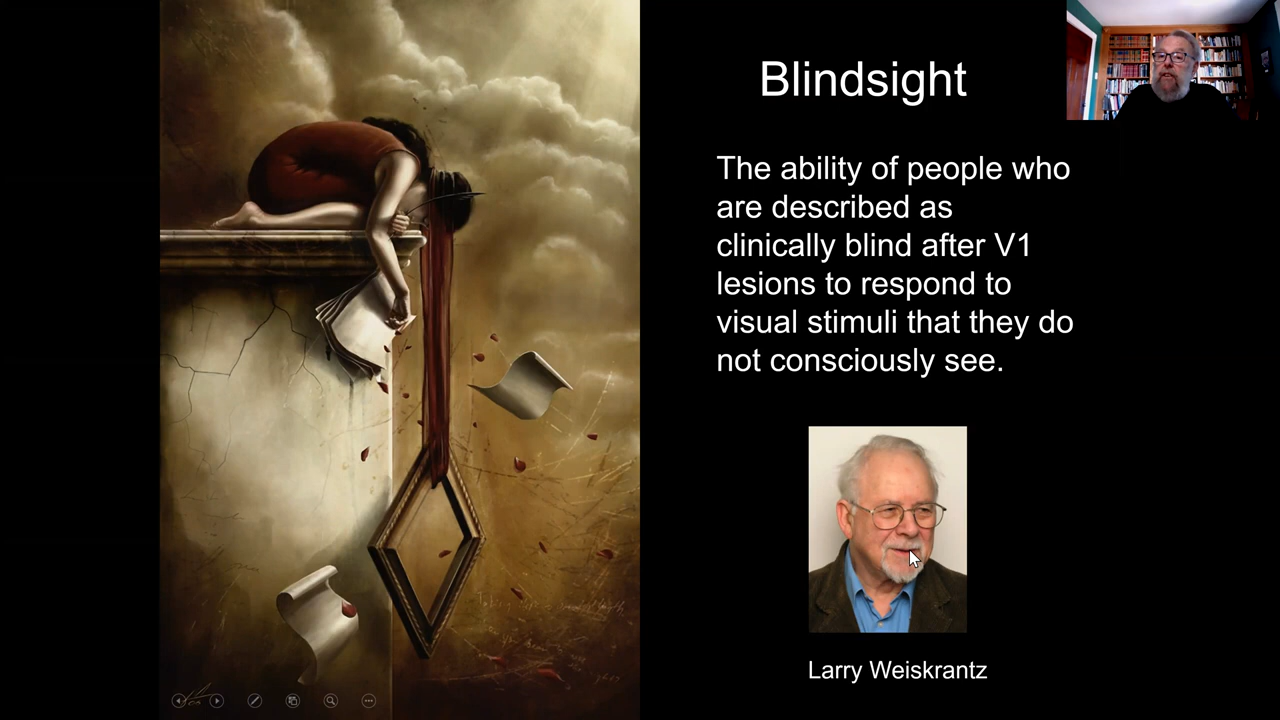 Blindsight
The ability of people who
are described as
clinically blind after V1
lesions to respond to
visual stimuli that they do
not consciously see.
Larry Weiskrantz